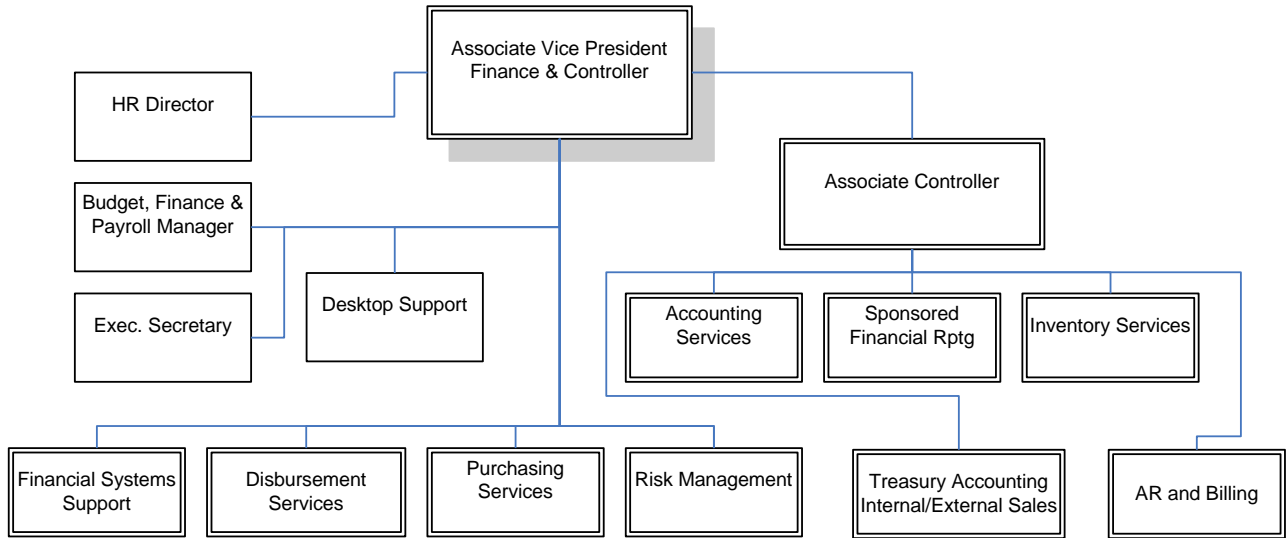 Associate Vice President
Finance & Controller
HR Director
Associate Controller
Budget, Finance &
Payroll Manager
Desktop Support
Exec. Secretary
Accounting
Services
Sponsored
Financial Rptg
Inventory Services
Financial Systems
Support
Disbursement
Services
Purchasing
Services
Risk Management
Treasury Accounting
Internal/External Sales
AR and Billing